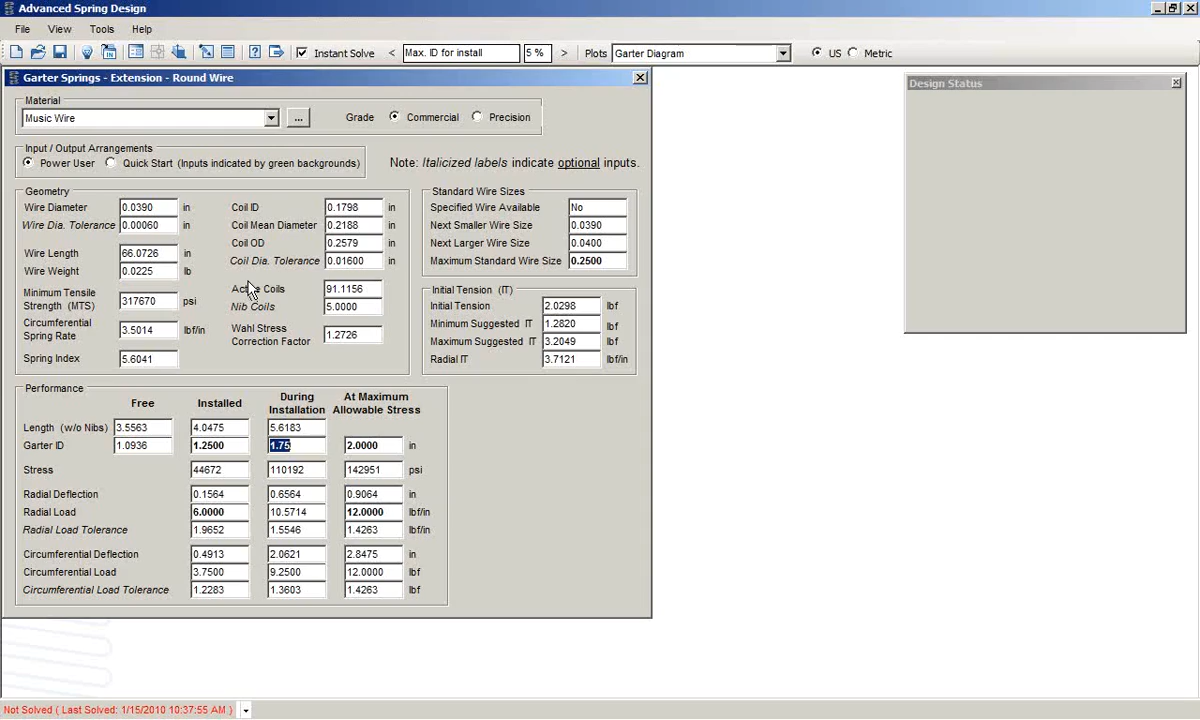 Advanced Spring Design
File View Tools Help
Instant Solve < Max. ID for install 5 % > Plots Garter Diagram US Metric
Garter Springs - Extension - Round Wire
Design Status
Material
Music Wire ... Grade Commercial Precision
Input / Output Arrangements
Power User Quick Start (Inputs indicated by green backgrounds) Note: Italicized labels indicate optional inputs.
Geometry
Wire Diameter 0.0390 in Coil ID 0.1798 in
Wire Dia. Tolerance 0.00060 in Coil Mean Diameter 0.2188 in
Coil OD 0.2579 in
Wire Length 66.0726 in Coil Dia. Tolerance 0.01600 in
Wire Weight 0.0225 lb
Active Coils 91.1156
Minimum Tensile Strength (MTS) 317670 psi Nib Coils 5.0000
Circumferential Spring Rate 3.5014 lbf/in Wahl Stress Correction Factor 1.2726
Spring Index 5.6041
Standard Wire Sizes
Specified Wire Available No
Next Smaller Wire Size 0.0390
Next Larger Wire Size 0.0400
Maximum Standard Wire Size 0.2500
Initial Tension (IT)
Initial Tension 2.0298 lbf
Minimum Suggested IT 1.2820 lbf
Maximum Suggested IT 3.2049 lbf
Radial IT 3.7121 lbf/in
Performance
Free Installed During Installation At Maximum Allowable Stress
Length (w/o Nibs) 3.5563 4.0475 5.6183
Garter ID 1.0936 1.2500 1.75 2.0000 in
Stress 44672 110192 142951 psi
Radial Deflection 0.1564 0.6564 0.9064 in
Radial Load 6.0000 10.5714 12.0000 lbf/in
Radial Load Tolerance 1.9652 1.5546 1.4263 lbf/in
Circumferential Deflection 0.4913 2.0621 2.8475 in
Circumferential Load 3.7500 9.2500 12.0000 lbf
Circumferential Load Tolerance 1.2283 1.3603 1.4263 lbf
Not Solved ( Last Solved: 1/15/2010 10:37:55 AM )